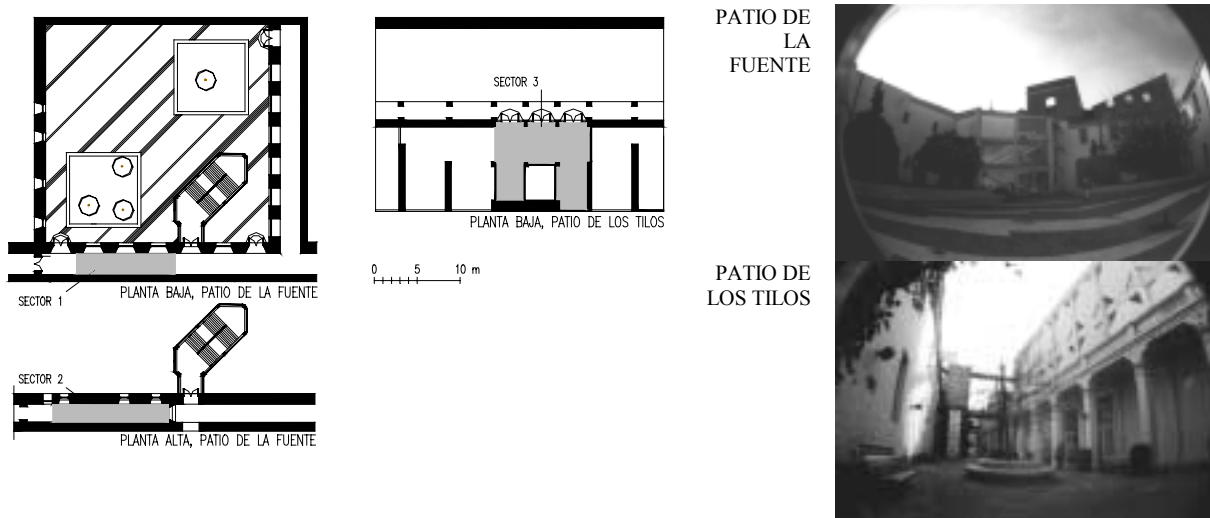 SECTOR 1
PLANTA BAJA, PATIO DE LA FUENTE
SECTOR 2
PLANTA ALTA, PATIO DE LA FUENTE
SECTOR 3
PLANTA BAJA, PATIO DE LOS TILOS
0 5 10 m
PATIO DE
LA
FUENTE
PATIO DE
LOS TILOS